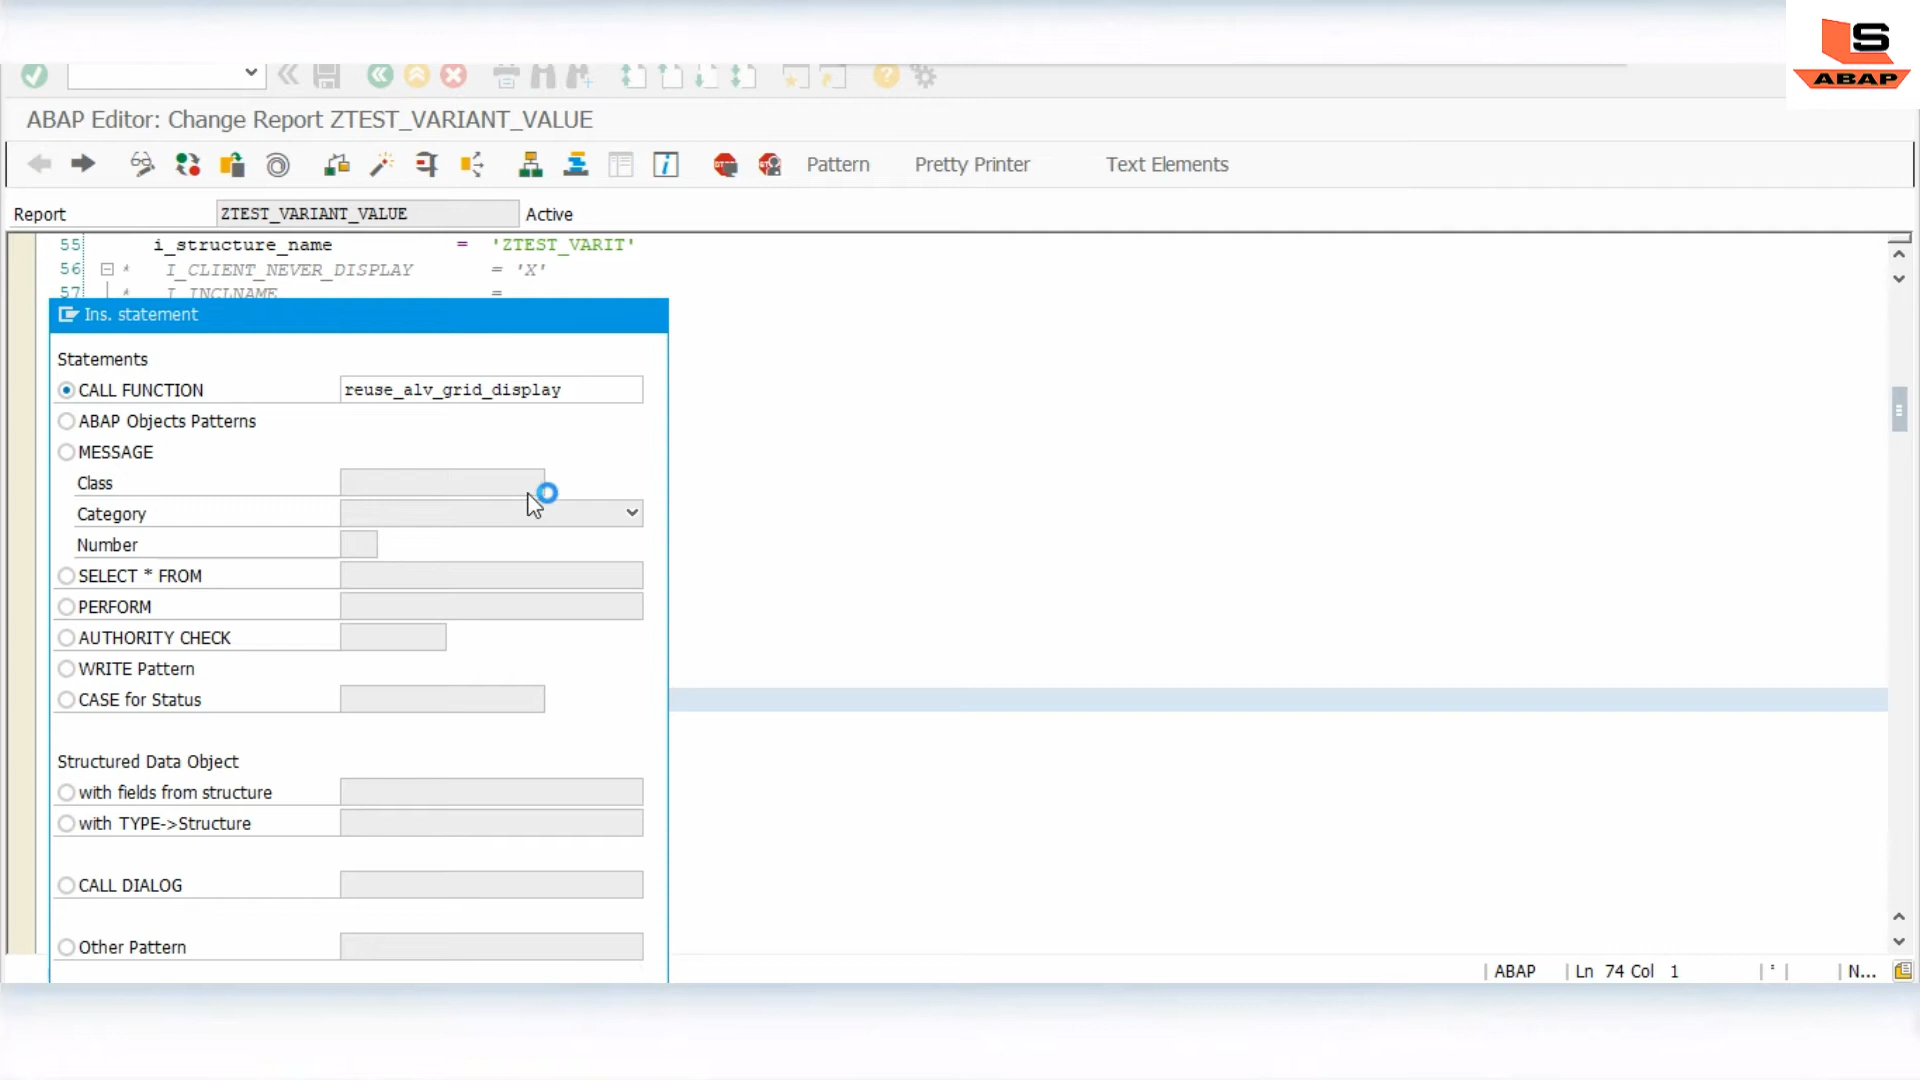 S
ABAP
ABAP Editor: Change Report ZTEST_VARIANT_VALUE
Pattern Pretty Printer Text Elements
Report ZTEST_VARIANT_VALUE Active
55 i_structure_name = 'ZTEST_VARIT'
56 * I_CLIENT_NEVER_DISPLAY = 'X'
57 * I_INCLNAME =
Ins. statement
Statements
CALL FUNCTION reuse_alv_grid_display
ABAP Objects Patterns
MESSAGE
Class
Category
Number
SELECT * FROM
PERFORM
AUTHORITY CHECK
WRITE Pattern
CASE for Status
Structured Data Object
with fields from structure
with TYPE->Structure
CALL DIALOG
Other Pattern
ABAP Ln 74 Col 1 N...